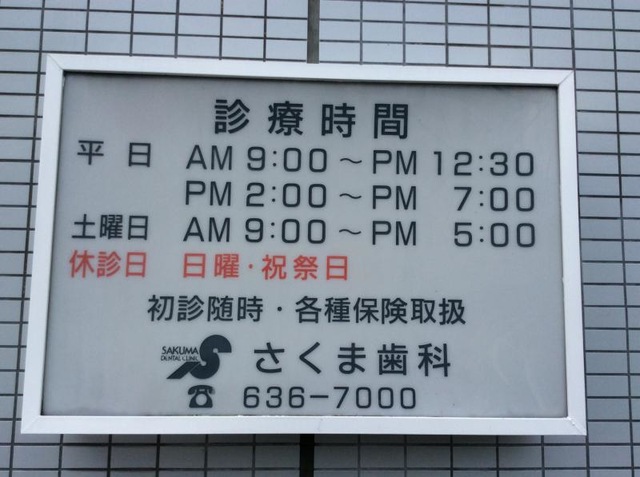 診療時間
平日 AM 9:00～PM 12:30
PM 2:00～PM 7:00
土曜日 AM 9:00～PM 5:00
休診日 日曜・祝祭日
初診随時・各種保険取扱
SAKUMA
DENTAL CLINIC
さくま歯科
☎ 636-7000